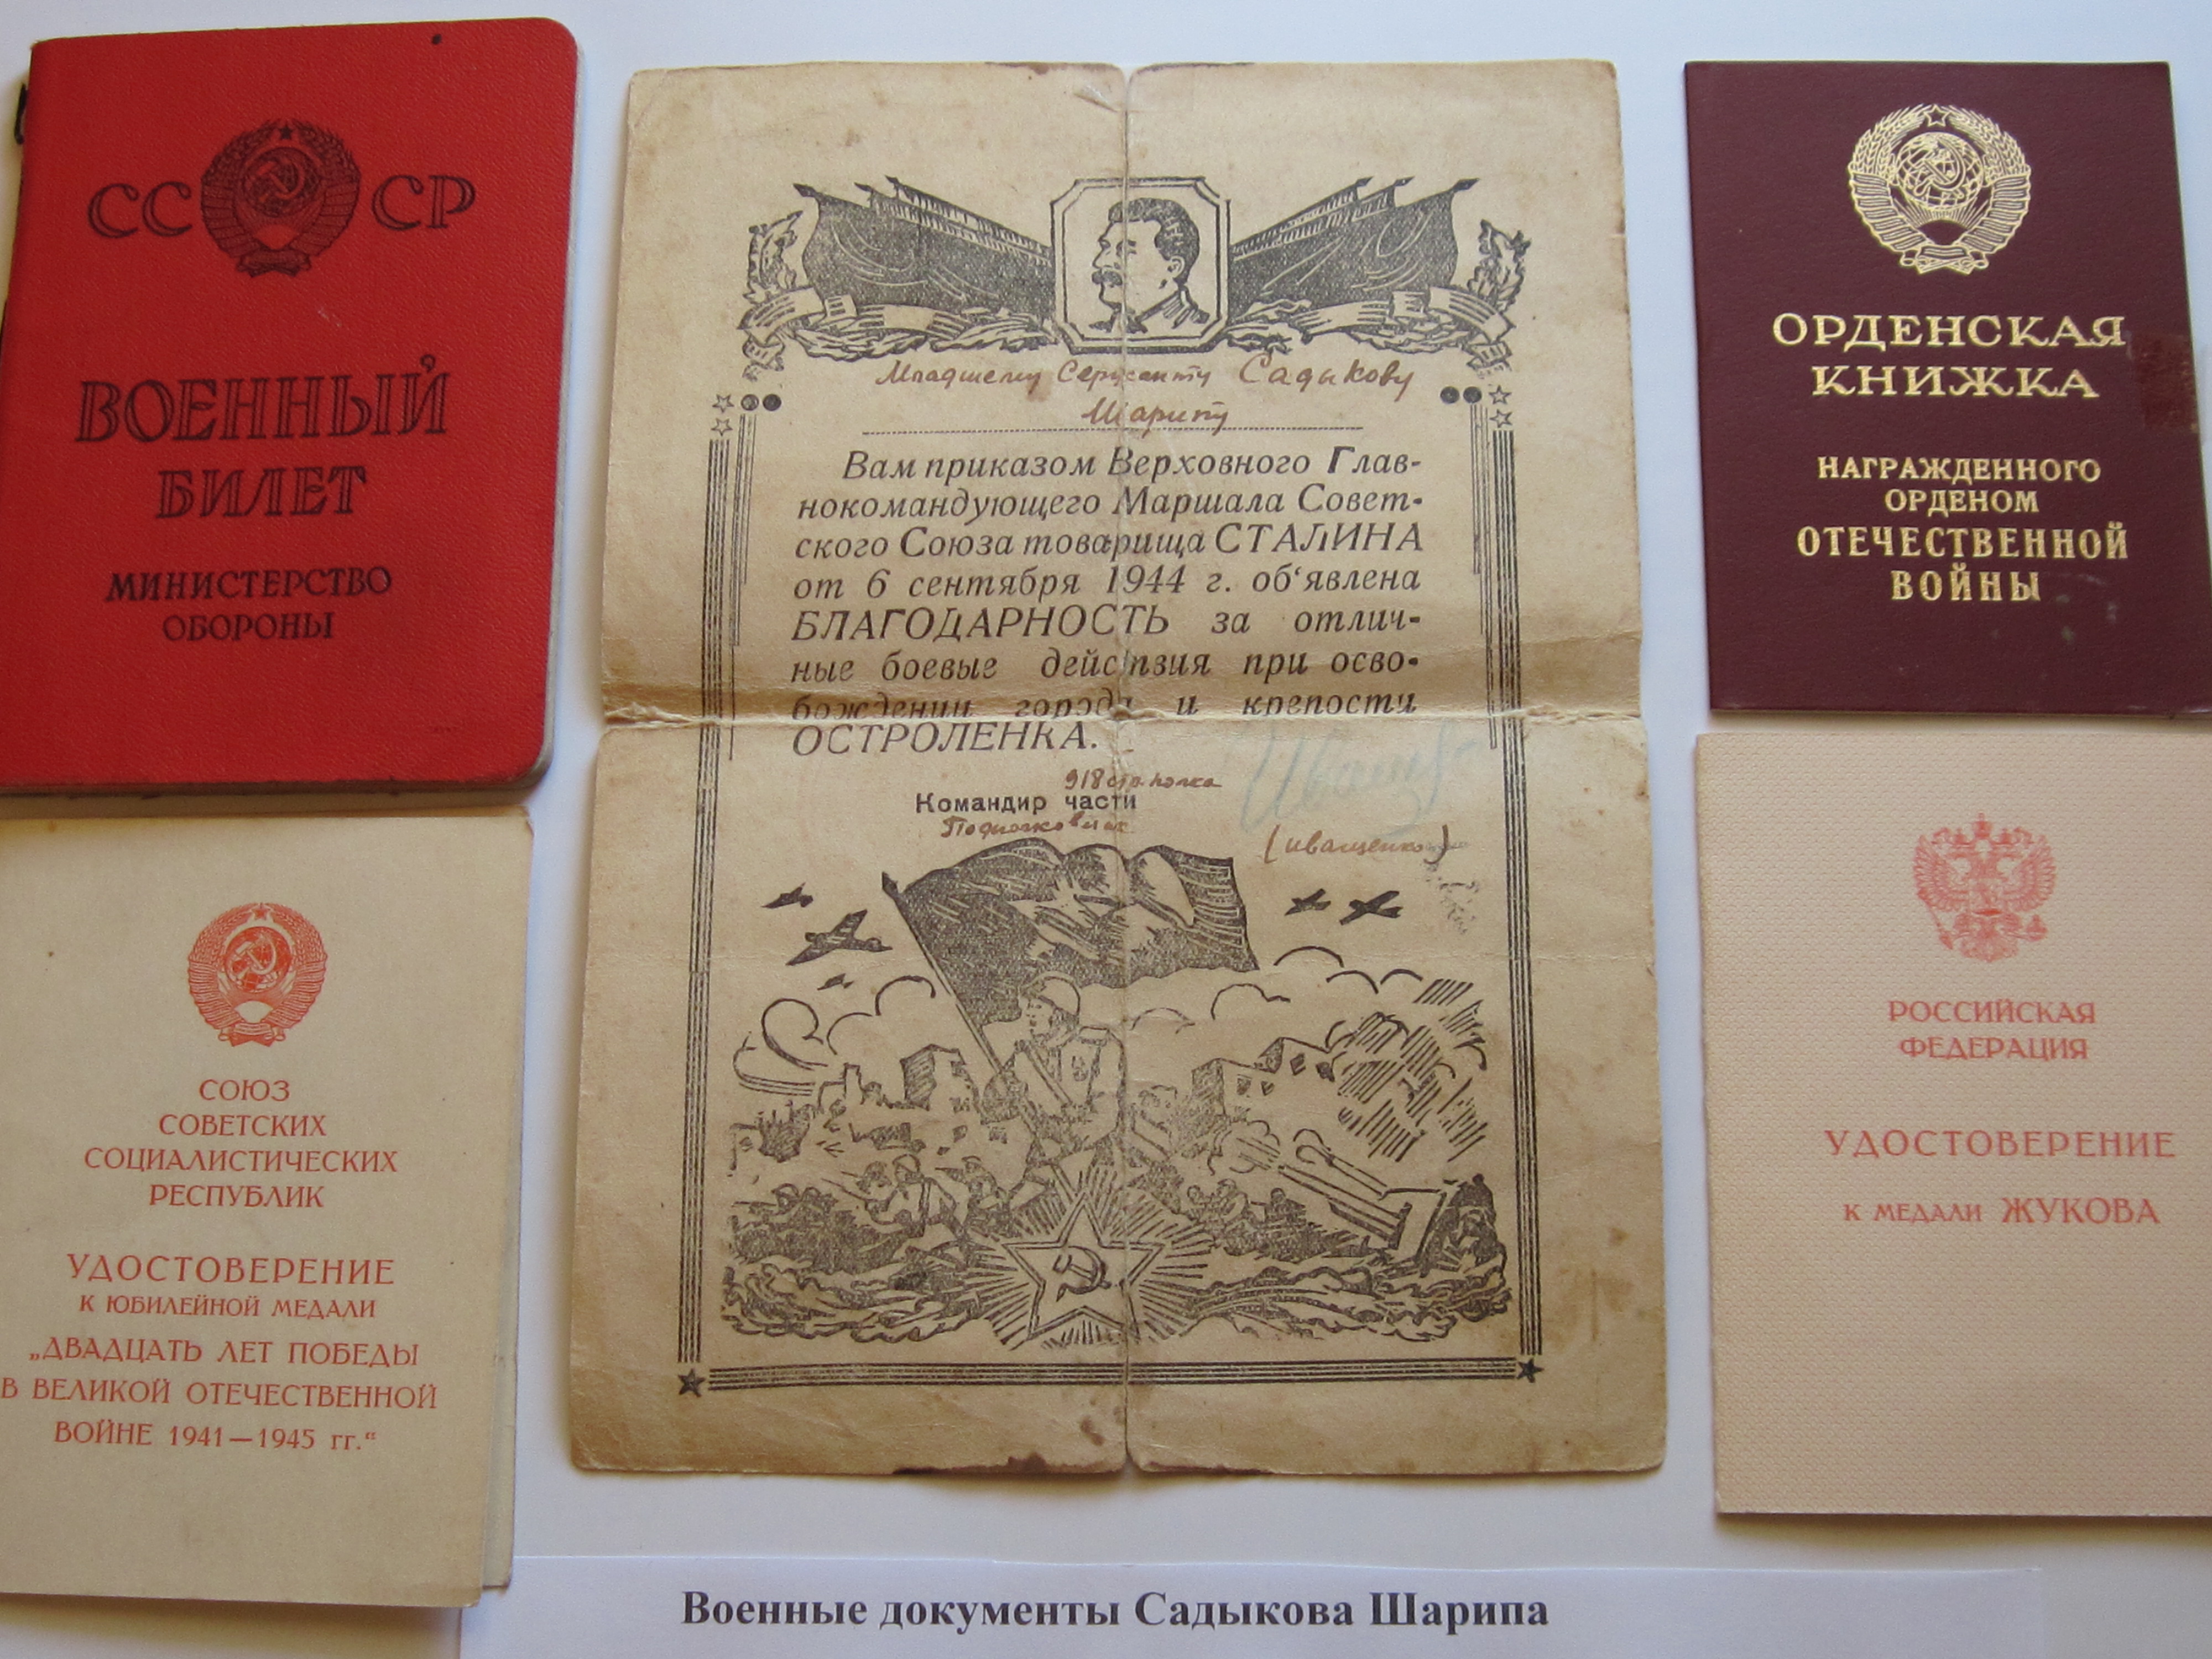 СССР
ВОЕННЫЙ
БИЛЕТ
МИНИСТЕРСТВО
ОБОРОНЫ
СОЮЗ
СОВЕТСКИХ
СОЦИАЛИСТИЧЕСКИХ
РЕСПУБЛИК
УДОСТОВЕРЕНИЕ
К ЮБИЛЕЙНОЙ МЕДАЛИ
„ДВАДЦАТЬ ЛЕТ ПОБЕДЫ
В ВЕЛИКОЙ ОТЕЧЕСТВЕННОЙ
ВОЙНЕ 1941—1945 гг.“
Младшему Сержанту Садыкову
Шарипу
Вам приказом Верховного Глав-
нокомандующего Маршала Совет-
ского Союза товарища СТАЛИНА
от 6 сентября 1944 г. об‘явлена
БЛАГОДАРНОСТЬ за отлич-
ные боевые действия при осво-
бождении города и крепости
ОСТРОЛЕНКА.
918 стр. полка
Командир части
Подполковник
(Иващенко)
ОРДЕНСКАЯ
КНИЖКА
НАГРАЖДЕННОГО
ОРДЕНОМ
ОТЕЧЕСТВЕННОЙ
ВОЙНЫ
РОССИЙСКАЯ
ФЕДЕРАЦИЯ
УДОСТОВЕРЕНИЕ
К МЕДАЛИ ЖУКОВА
Военные документы Садыкова Шарипа